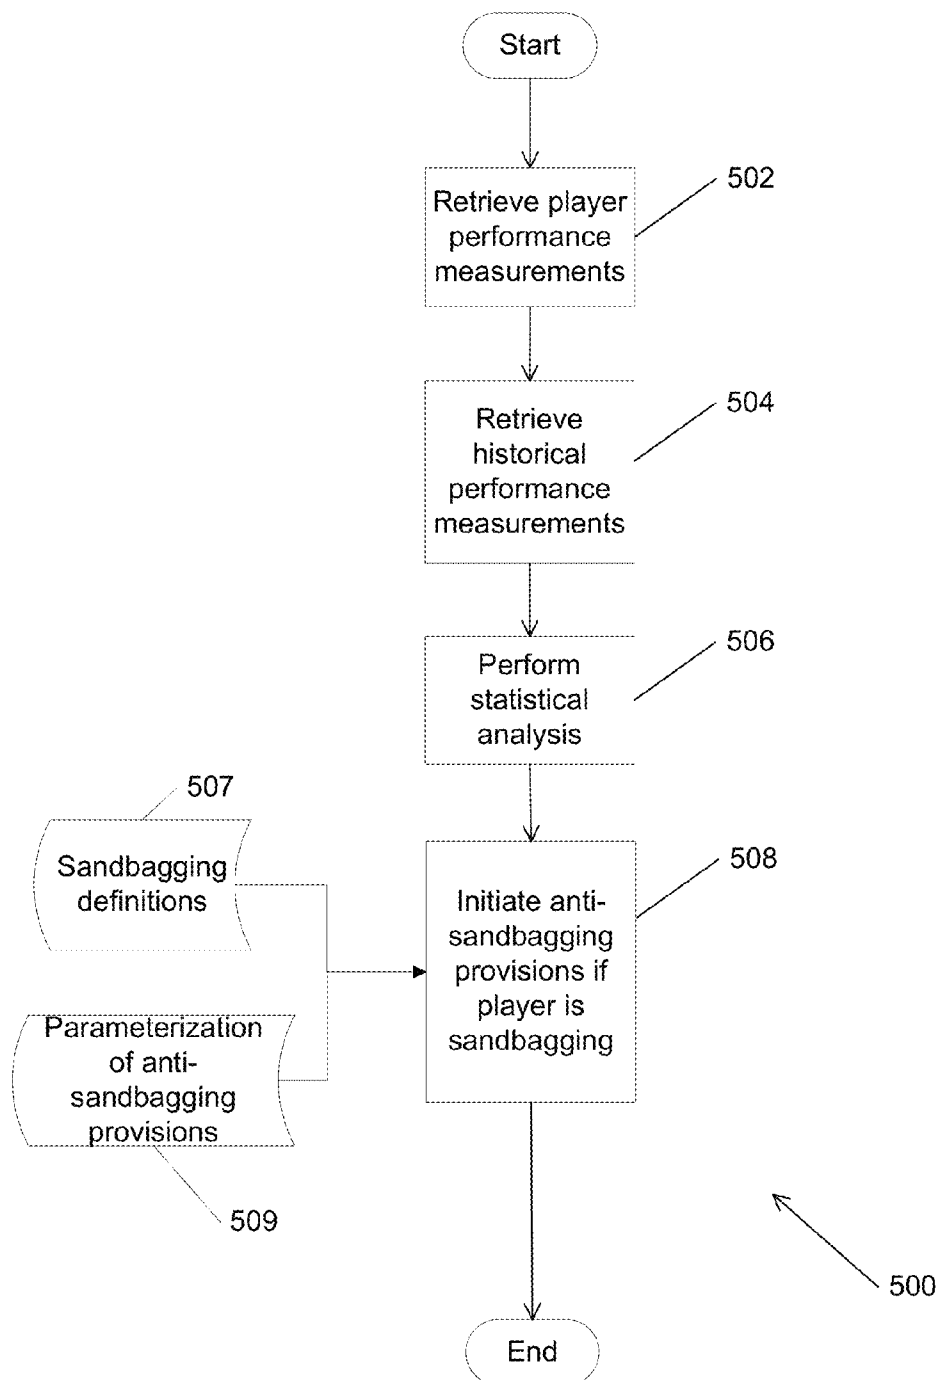 Start
502
Retrieve player
performance
measurements
504
Retrieve
historical
performance
measurements
506
Perform
statistical
analysis
507
Sandbagging
definitions
508
Initiate anti-
sandbagging
provisions if
player is
sandbagging
Parameterization
of anti-
sandbagging
provisions
509
500
End